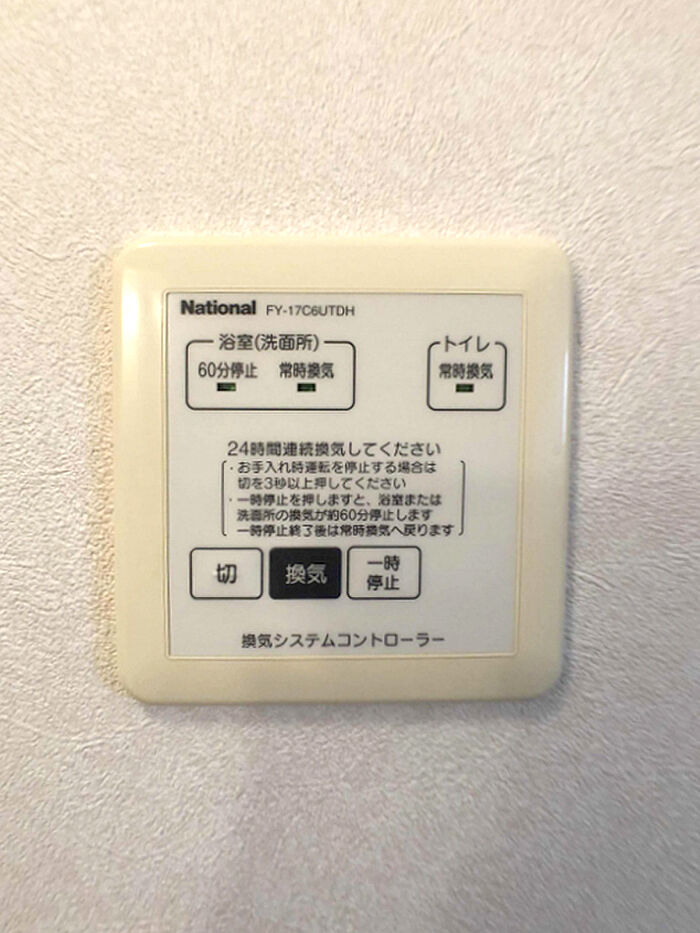 National FY-17C6UTDH
浴室(洗面所)
トイレ
60分停止 常時換気
常時換気
24時間連続換気してください
・お手入れ時運転を停止する場合は
切を3秒以上押してください
・一時停止を押しますと、浴室または
洗面所の換気が約60分停止します
一時停止終了後は常時換気へ戻ります
切
換気
一時
停止
換気システムコントローラー